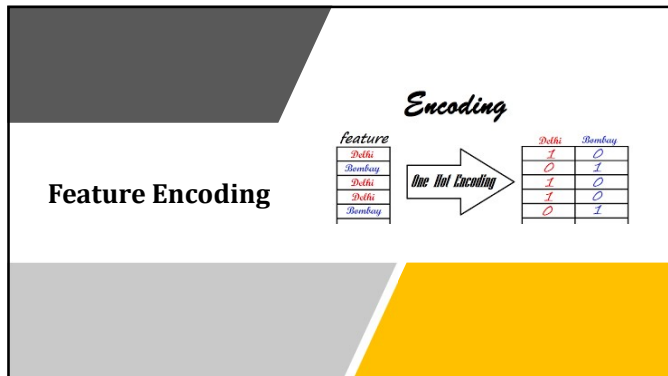 Feature Encoding
Encoding
feature
Delhi
Bombay
Delhi
Delhi
Bombay
One Hot Encoding
Delhi Bombay
1 0
0 1
1 0
1 0
0 1